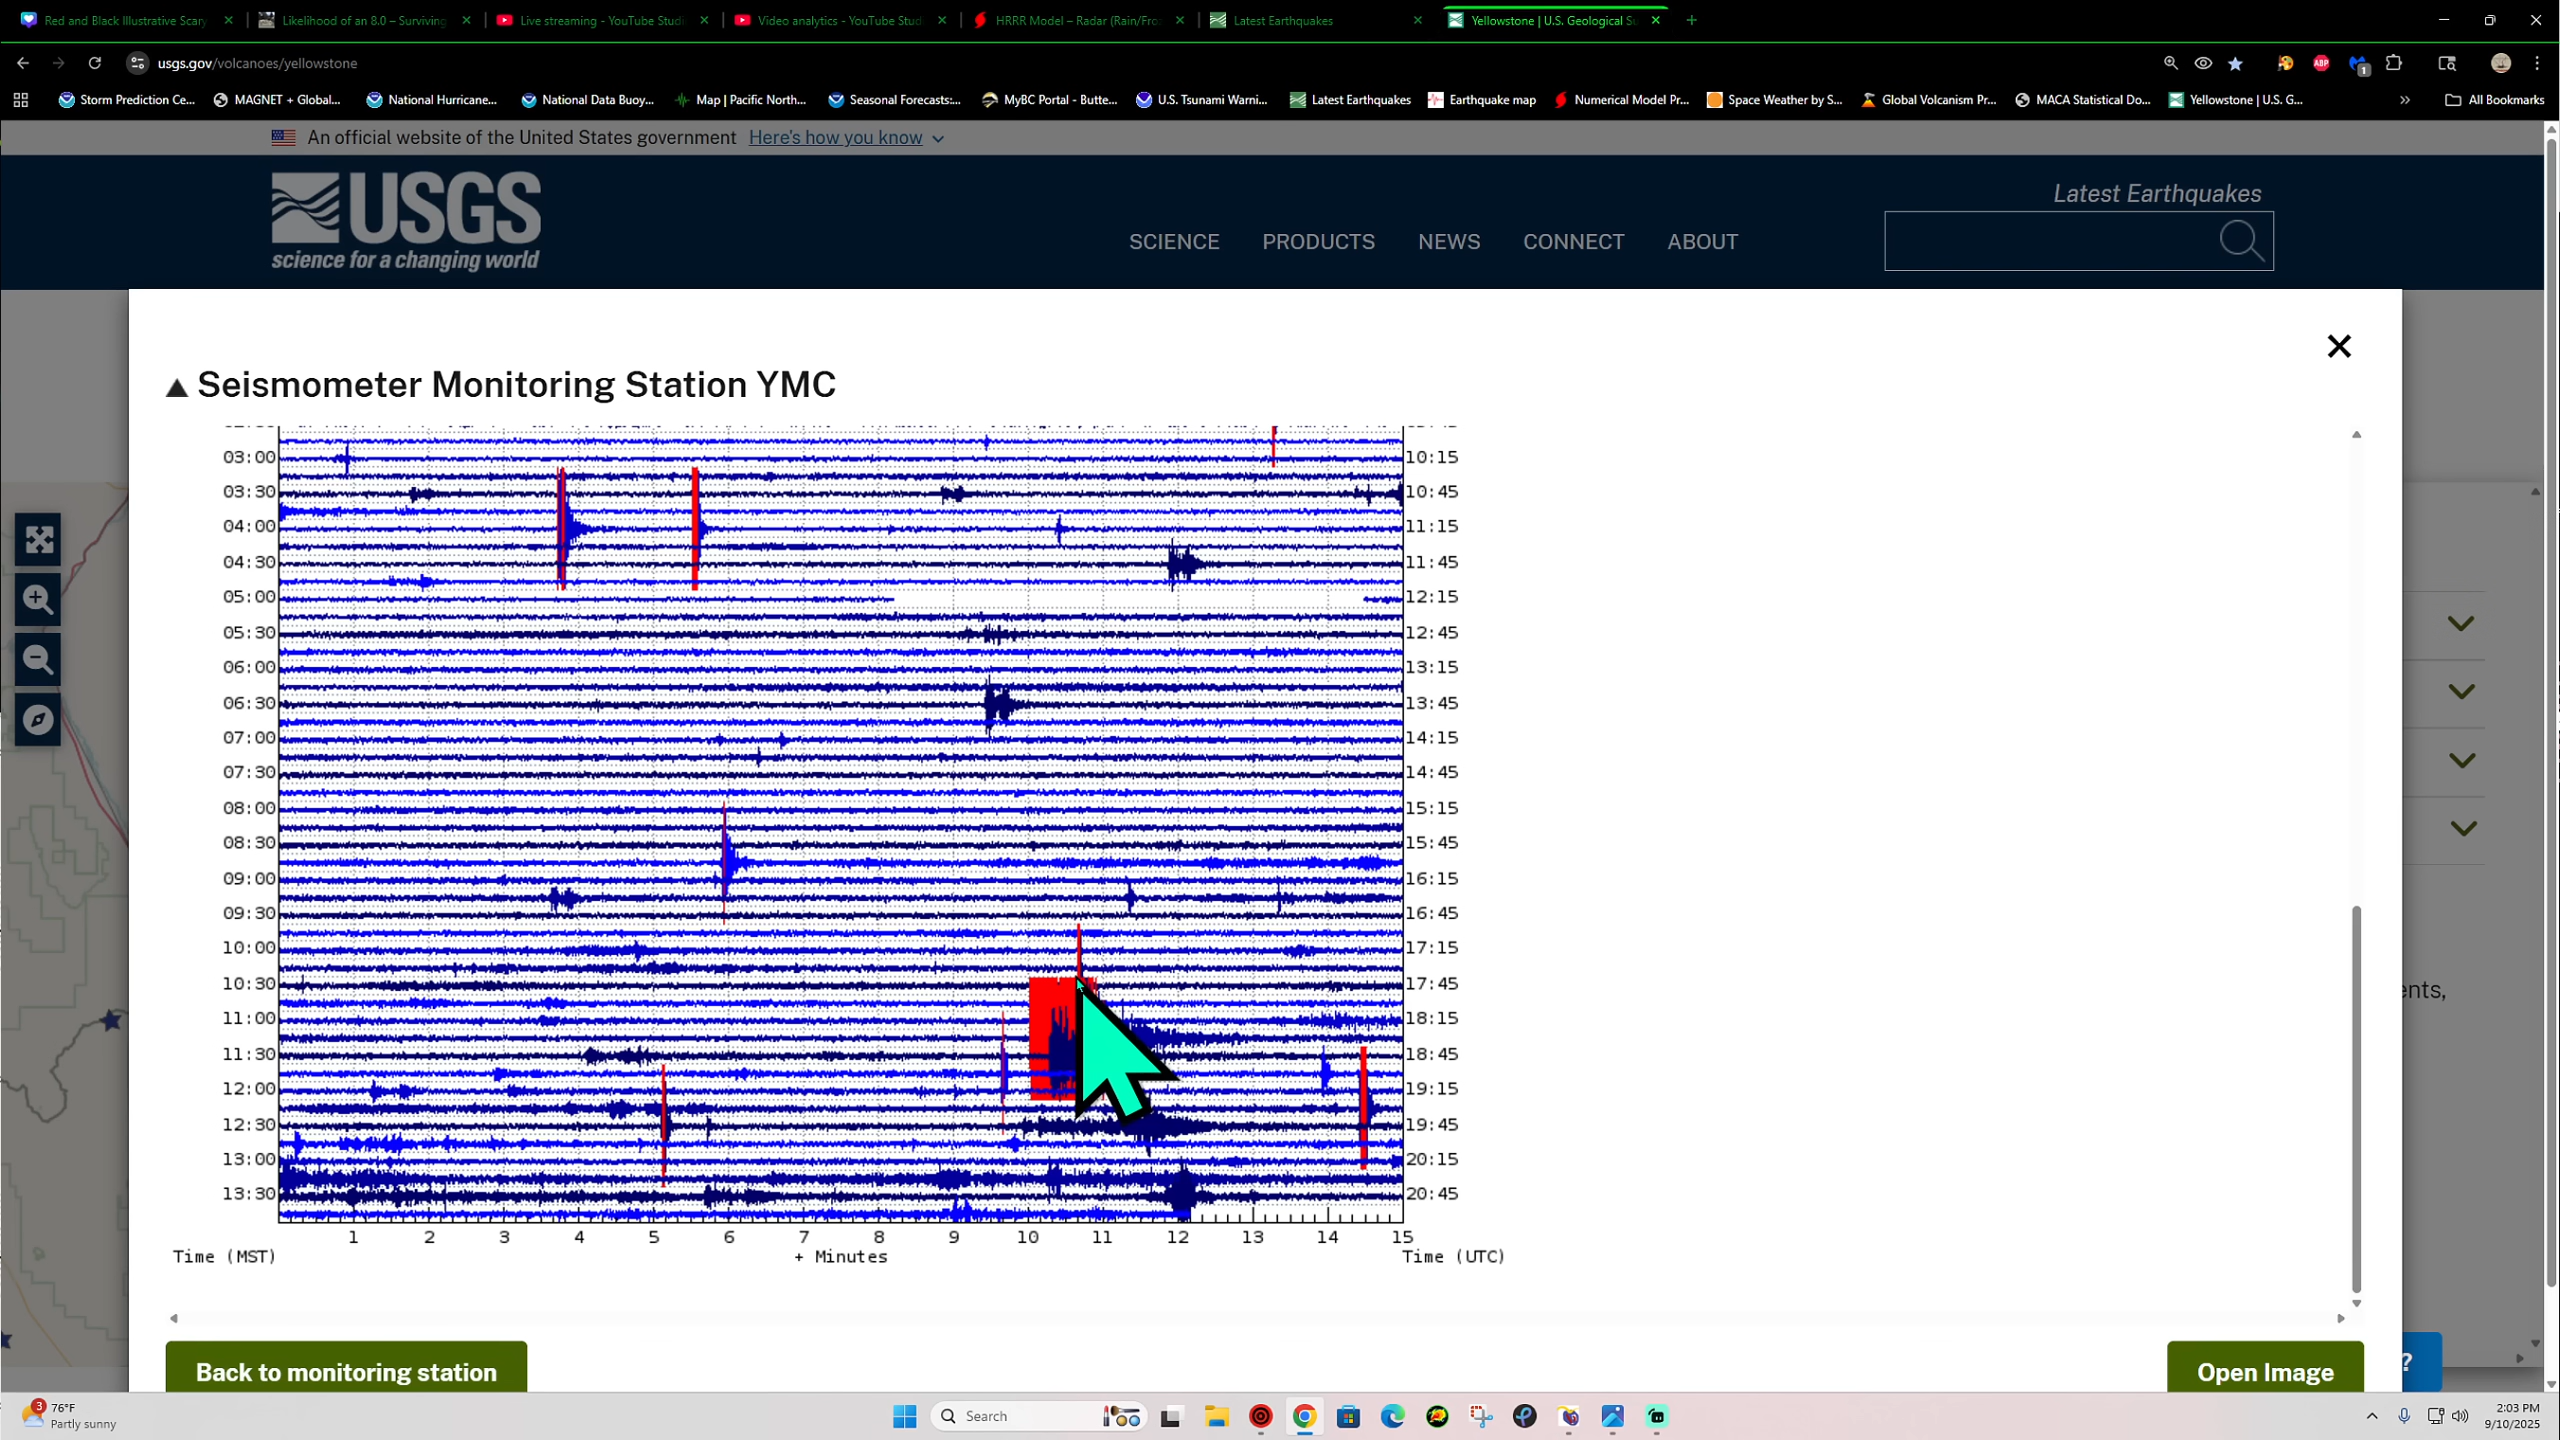 Red and Black Illustrative Scary
Likelihood of an 8.0 – Surviving
Live streaming - YouTube Studi
Video analytics - YouTube Stud
HRRR Model – Radar (Rain/Fro
Latest Earthquakes
Yellowstone | U.S. Geological S
usgs.gov/volcanoes/yellowstone
ABP
1
Storm Prediction Ce...
MAGNET + Global...
National Hurricane...
National Data Buoy...
Map | Pacific North...
Seasonal Forecasts:...
MyBC Portal - Butte...
U.S. Tsunami Warni...
Latest Earthquakes
Earthquake map
Numerical Model Pr...
Space Weather by S...
Global Volcanism Pr...
MACA Statistical Do...
Yellowstone | U.S. G...
All Bookmarks
An official website of the United States government Here's how you know
USGS
science for a changing world
SCIENCE
PRODUCTS
NEWS
CONNECT
ABOUT
Latest Earthquakes
Seismometer Monitoring Station YMC
03:00 10:15
03:30 10:45
04:00 11:15
04:30 11:45
05:00 12:15
05:30 12:45
06:00 13:15
06:30 13:45
07:00 14:15
07:30 14:45
08:00 15:15
08:30 15:45
09:00 16:15
09:30 16:45
10:00 17:15
10:30 17:45
11:00 18:15
11:30 18:45
12:00 19:15
12:30 19:45
13:00 20:15
13:30 20:45
1 2 3 4 5 6 7 8 9 10 11 12 13 14 15
Time (MST) + Minutes Time (UTC)
ents,
Back to monitoring station
Open Image
?
3
76°F
Partly sunny
Search
2:03 PM
9/10/2025